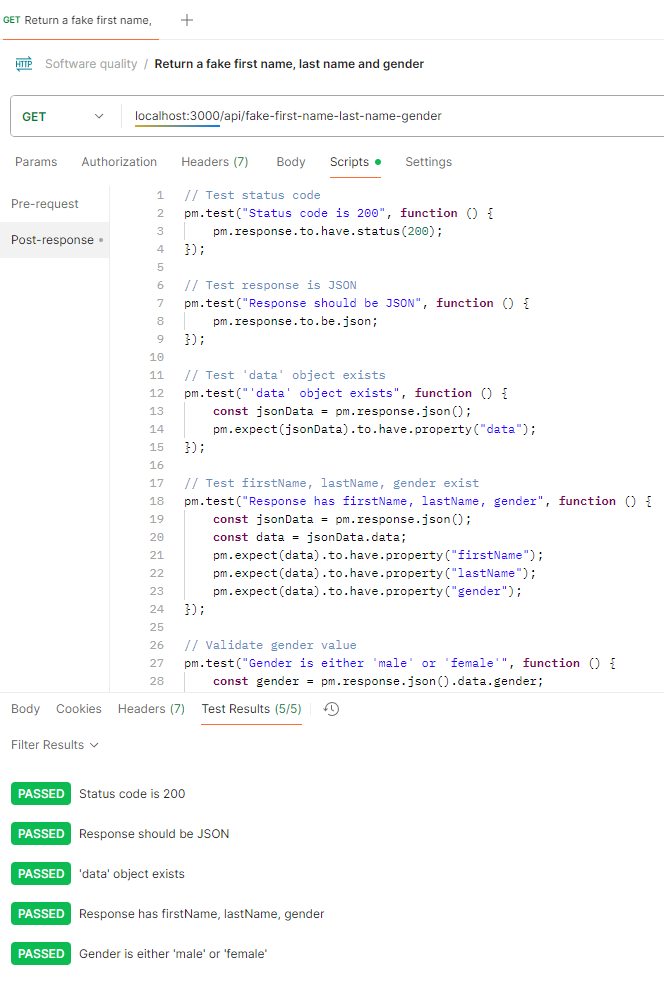 GET Return a fake first name,
HTTP Software quality / Return a fake first name, last name and gender
GET localhost:3000/api/fake-first-name-last-name-gender
Params Authorization Headers (7) Body Scripts Settings
Pre-request
Post-response
1 // Test status code
2 pm.test("Status code is 200", function () {
3 pm.response.to.have.status(200);
4 });
5
6 // Test response is JSON
7 pm.test("Response should be JSON", function () {
8 pm.response.to.be.json;
9 });
10
11 // Test 'data' object exists
12 pm.test("'data' object exists", function () {
13 const jsonData = pm.response.json();
14 pm.expect(jsonData).to.have.property("data");
15 });
16
17 // Test firstName, lastName, gender exist
18 pm.test("Response has firstName, lastName, gender", function () {
19 const jsonData = pm.response.json();
20 const data = jsonData.data;
21 pm.expect(data).to.have.property("firstName");
22 pm.expect(data).to.have.property("lastName");
23 pm.expect(data).to.have.property("gender");
24 });
25
26 // Validate gender value
27 pm.test("Gender is either 'male' or 'female'", function () {
28 const gender = pm.response.json().data.gender;
Body Cookies Headers (7) Test Results (5/5)
Filter Results
PASSED Status code is 200
PASSED Response should be JSON
PASSED 'data' object exists
PASSED Response has firstName, lastName, gender
PASSED Gender is either 'male' or 'female'